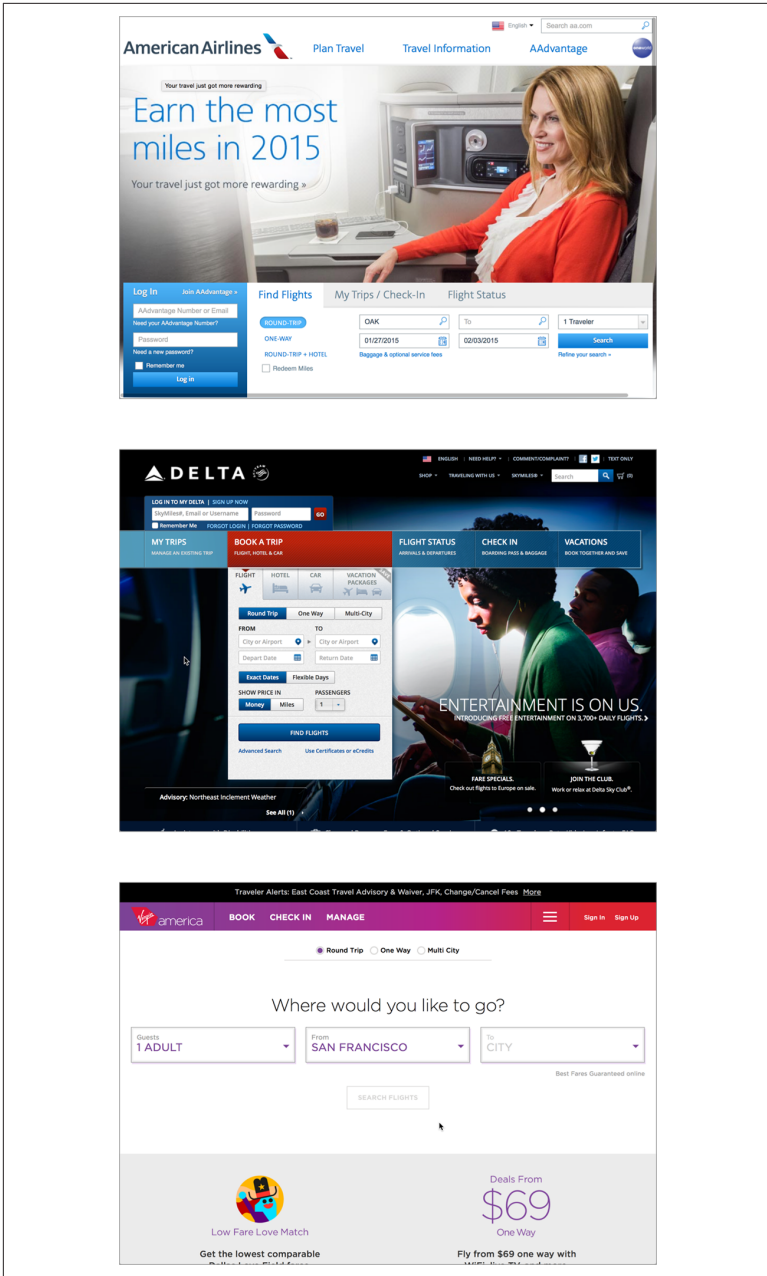 English
Search aa.com
American Airlines
Plan Travel
Travel Information
AAdvantage
Your travel just got more rewarding
Earn the most
miles in 2015
Your travel just got more rewarding »
Log In
Join AAdvantage »
AAdvantage Number or Email
Need your AAdvantage Number?
Password
Need a new password?
Remember me
Log in
Find Flights
My Trips / Check-In
Flight Status
ROUND-TRIP
ONE-WAY
ROUND-TRIP + HOTEL
Redeem Miles
OAK
To
1 Traveler
01/27/2015
02/03/2015
Search
Baggage & optional service fees
Refine your search »
ENGLISH
NEED HELP?
COMMENT/COMPLAINT?
TEXT ONLY
DELTA
SHOP
TRAVELING WITH US
SKYMILES®
Search
(0)
LOG IN TO MY DELTA | SIGN UP NOW
SkyMiles#, Email or Username
Password
GO
Remember Me
FORGOT LOGIN | FORGOT PASSWORD
MY TRIPS
MANAGE AN EXISTING TRIP
BOOK A TRIP
FLIGHT, HOTEL & CAR
FLIGHT STATUS
ARRIVALS & DEPARTURES
CHECK IN
BOARDING PASS & BAGGAGE
VACATIONS
BOOK TOGETHER AND SAVE
FLIGHT
HOTEL
CAR
VACATION
PACKAGES
Round Trip
One Way
Multi-City
FROM
TO
City or Airport
City or Airport
Depart Date
Return Date
Exact Dates
Flexible Days
SHOW PRICE IN
PASSENGERS
Money
Miles
1
FIND FLIGHTS
Advanced Search
Use Certificates or eCredits
ENTERTAINMENT IS ON US.
INTRODUCING FREE ENTERTAINMENT ON 3,700+ DAILY FLIGHTS.
FARE SPECIALS.
Check out flights to Europe on sale.
JOIN THE CLUB.
Work or relax at Delta Sky Club®.
Advisory: Northeast Inclement Weather
See All (1)
Traveler Alerts: East Coast Travel Advisory & Waiver, JFK, Change/Cancel Fees More
Virgin america
BOOK
CHECK IN
MANAGE
Sign In
Sign Up
Round Trip
One Way
Multi City
Where would you like to go?
Guests
1 ADULT
From
SAN FRANCISCO
To
CITY
Best Fares Guaranteed online
SEARCH FLIGHTS
Low Fare Love Match
Get the lowest comparable
Deals From
$69
One Way
Fly from $69 one way with